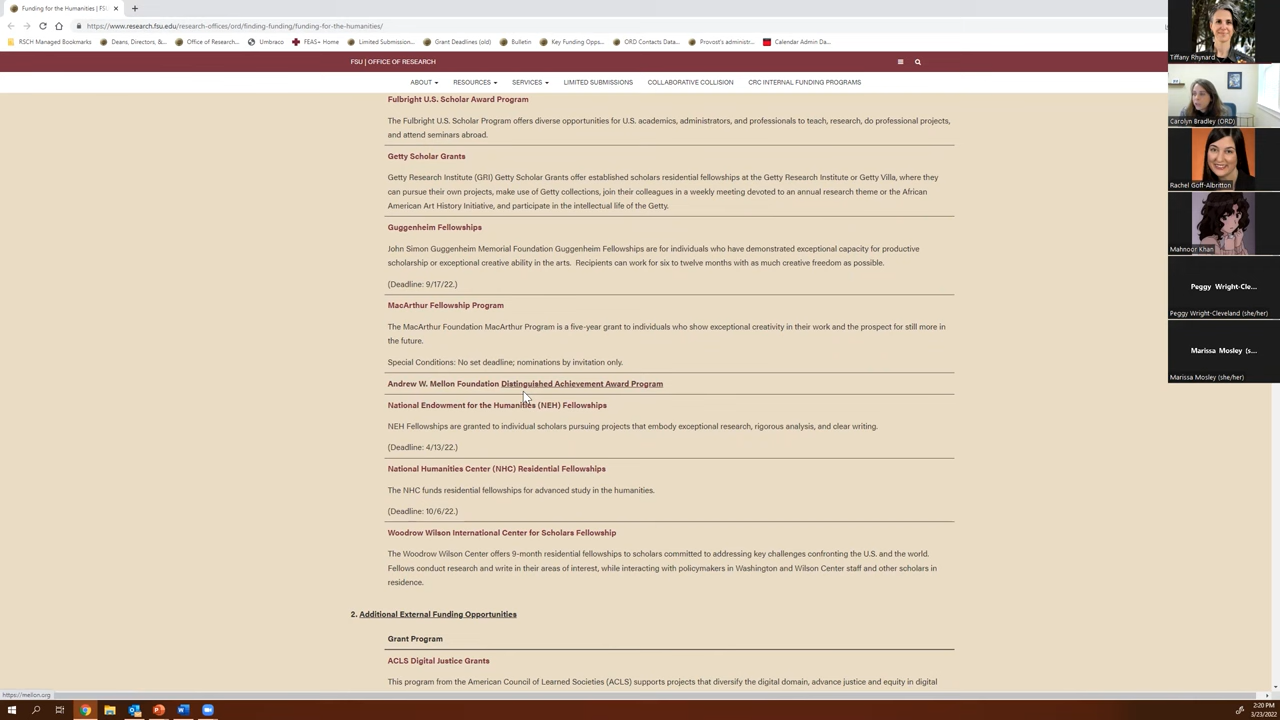 Funding for the Humanities | FSU
https://www.research.fsu.edu/research-offices/ord/finding-funding/funding-for-the-humanities/
RSCH Managed Bookmarks Deans, Directors, &... Office of Research... Umbraco FEAS+ Home Limited Submission... Grant Deadlines (old) Bulletin Key Funding Opps... ORD Contacts Data... Provost's administr... Calendar Admin Da...
FSU | OFFICE OF RESEARCH
ABOUT RESOURCES SERVICES LIMITED SUBMISSIONS COLLABORATIVE COLLISION CRC INTERNAL FUNDING PROGRAMS
Fulbright U.S. Scholar Award Program
The Fulbright U.S. Scholar Program offers diverse opportunities for U.S. academics, administrators, and professionals to teach, research, do professional projects,
and attend seminars abroad.
Getty Scholar Grants
Getty Research Institute (GRI) Getty Scholar Grants offer established scholars residential fellowships at the Getty Research Institute or Getty Villa, where they
can pursue their own projects, make use of Getty collections, join their colleagues in a weekly meeting devoted to an annual research theme or the African
American Art History Initiative, and participate in the intellectual life of the Getty.
Guggenheim Fellowships
John Simon Guggenheim Memorial Foundation Guggenheim Fellowships are for individuals who have demonstrated exceptional capacity for productive
scholarship or exceptional creative ability in the arts. Recipients can work for six to twelve months with as much creative freedom as possible.
(Deadline: 9/17/22.)
MacArthur Fellowship Program
The MacArthur Foundation MacArthur Program is a five-year grant to individuals who show exceptional creativity in their work and the prospect for still more in
the future.
Special Conditions: No set deadline; nominations by invitation only.
Andrew W. Mellon Foundation Distinguished Achievement Award Program
National Endowment for the Humanities (NEH) Fellowships
NEH Fellowships are granted to individual scholars pursuing projects that embody exceptional research, rigorous analysis, and clear writing.
(Deadline: 4/13/22.)
National Humanities Center (NHC) Residential Fellowships
The NHC funds residential fellowships for advanced study in the humanities.
(Deadline: 10/6/22.)
Woodrow Wilson International Center for Scholars Fellowship
The Woodrow Wilson Center offers 9-month residential fellowships to scholars committed to addressing key challenges confronting the U.S. and the world.
Fellows conduct research and write in their areas of interest, while interacting with policymakers in Washington and Wilson Center staff and other scholars in
residence.
2. Additional External Funding Opportunities
Grant Program
ACLS Digital Justice Grants
This program from the American Council of Learned Societies (ACLS) supports projects that diversify the digital domain, advance justice and equity in digital
https://mellon.org
Tiffany Rhynard
Carolyn Bradley (ORD)
Rachel Goff-Albritton
Mahnoor Khan
Peggy Wright-Cle...
Peggy Wright-Cleveland (she/her)
Marissa Mosley (s...
Marissa Mosley (she/her)
2:20 PM
3/23/2022